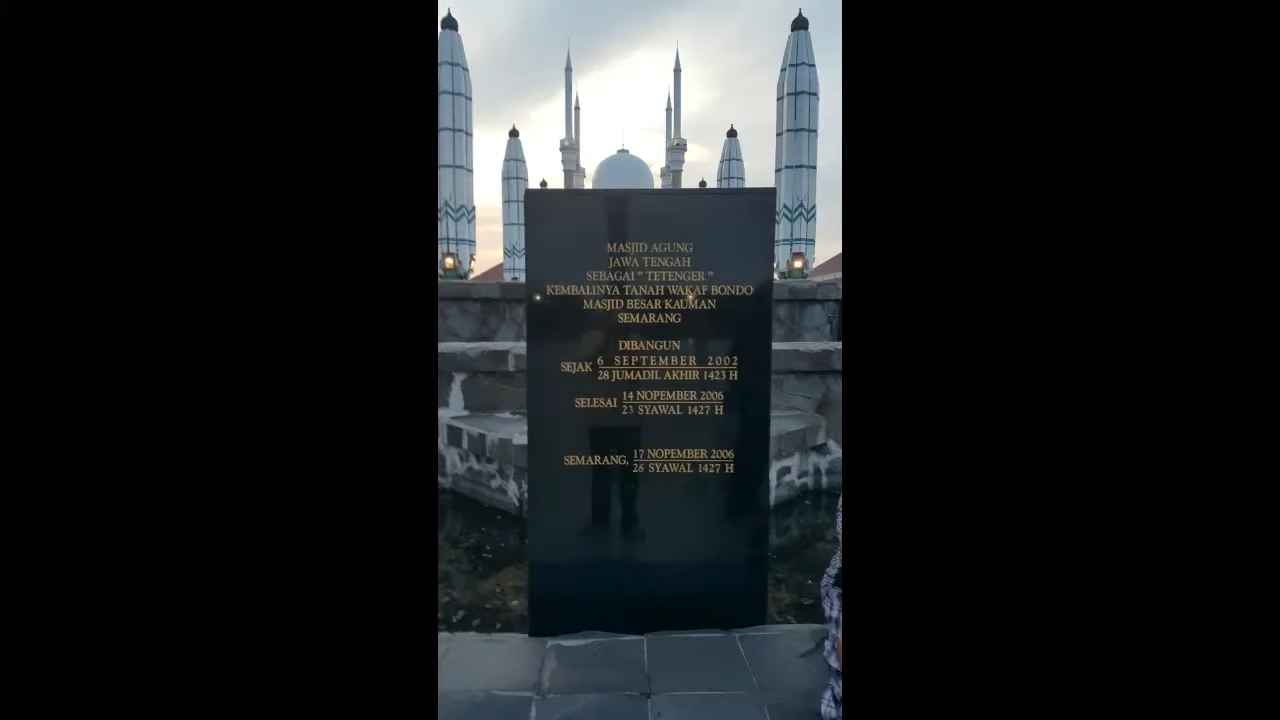 MASJID AGUNG
JAWA TENGAH
SEBAGAI " TETENGER "
KEMBALINYA TANAH WAKAF BONDO
MASJID BESAR KAUMAN
SEMARANG
DIBANGUN
SEJAK 6 SEPTEMBER 2002
28 JUMADIL AKHIR 1423 H
SELESAI 14 NOPEMBER 2006
23 SYAWAL 1427 H
SEMARANG, 17 NOPEMBER 2006
26 SYAWAL 1427 H